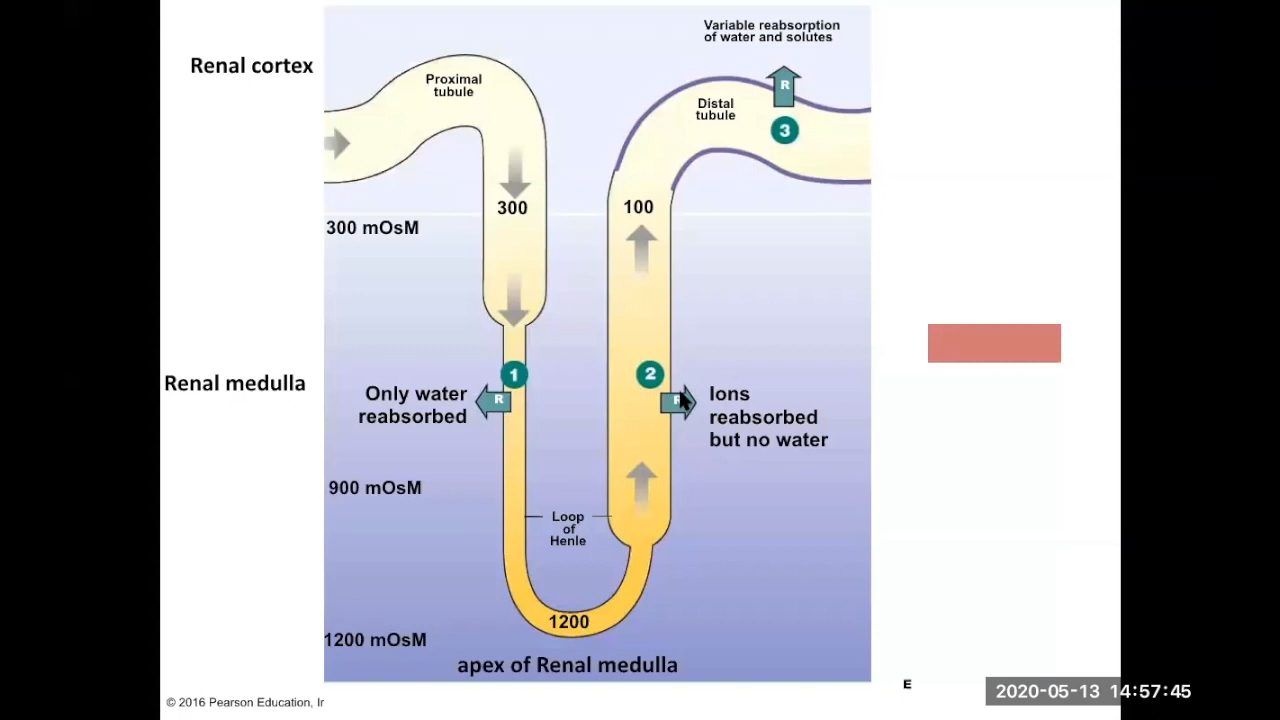 Variable reabsorption
of water and solutes
Renal cortex
Proximal
tubule
R
Distal
tubule
3
300
100
300 mOsM
1
2
Renal medulla
Only water
reabsorbed
R
R
Ions
reabsorbed
but no water
900 mOsM
Loop
of
Henle
1200
1200 mOsM
apex of Renal medulla
E
2020-05-13 14:57:45
© 2016 Pearson Education, Ir